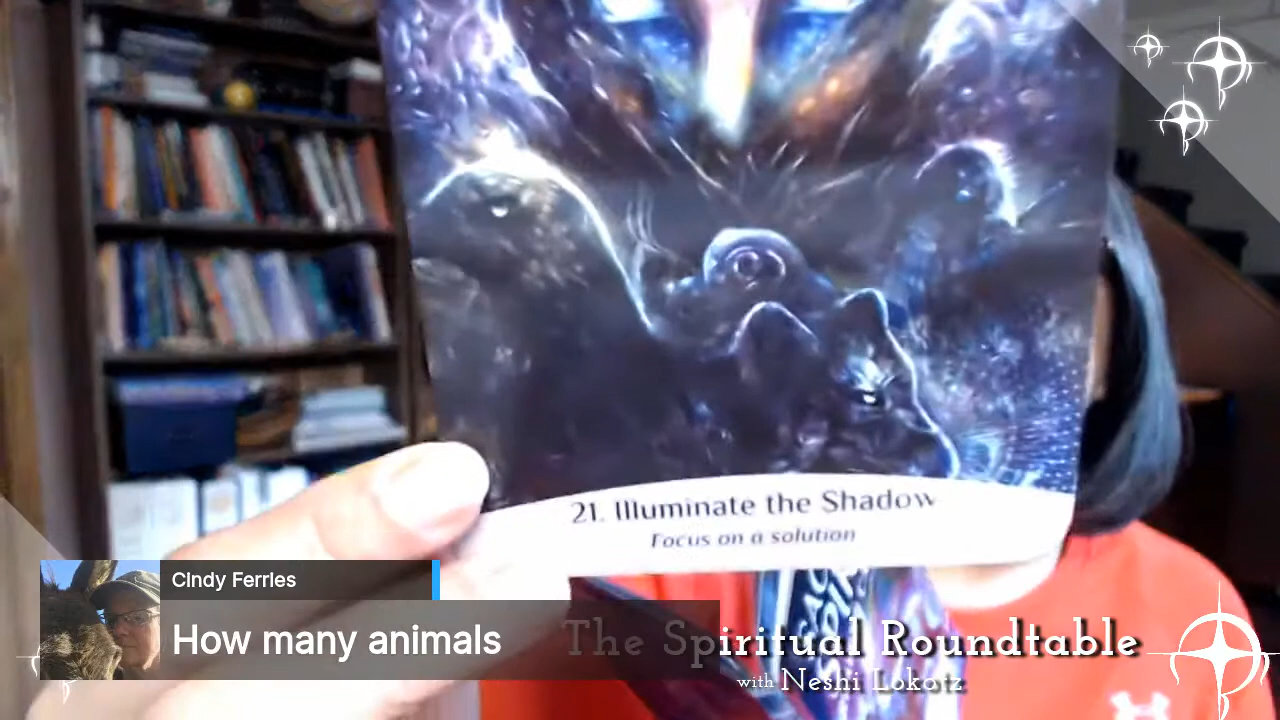 21. Illuminate the Shadow
Focus on a solution
Cindy Ferries
How many animals
The Spiritual Roundtable
with Neshi Lokotz